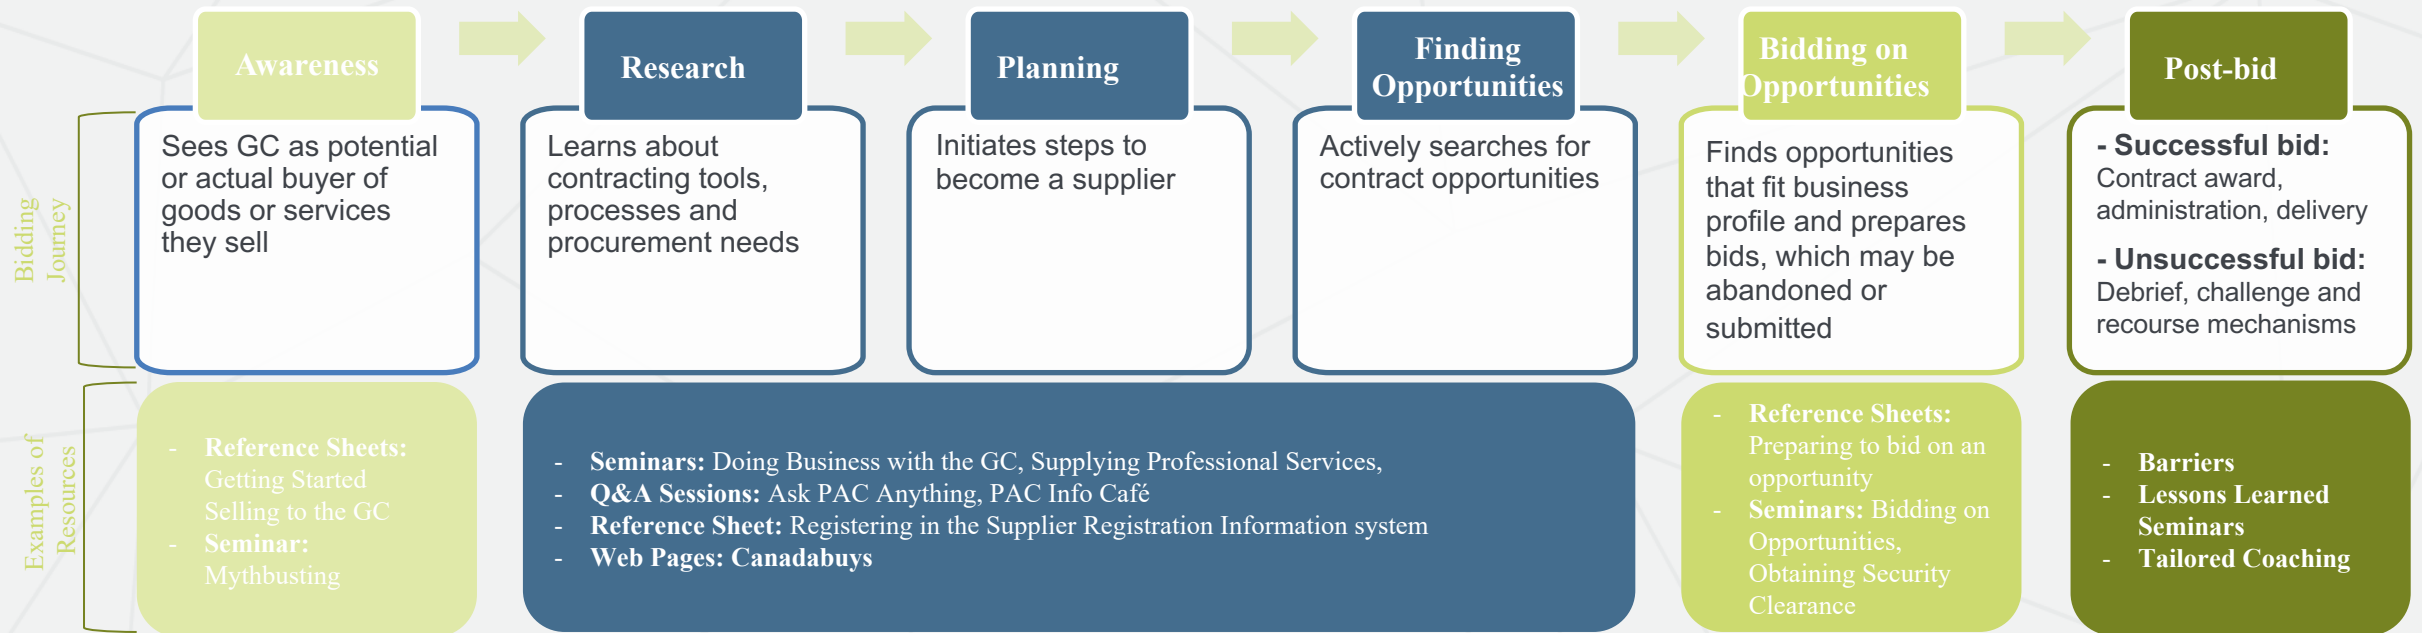 Awareness
Research
Planning
Finding
Opportunities
Bidding on
Opportunities
Post-bid
Bidding
Journey
Sees GC as potential
or actual buyer of
goods or services
they sell
Learns about
contracting tools,
processes and
procurement needs
Initiates steps to
become a supplier
Actively searches for
contract opportunities
Finds opportunities
that fit business
profile and prepares
bids, which may be
abandoned or
submitted
- Successful bid:
Contract award,
administration, delivery
- Unsuccessful bid:
Debrief, challenge and
recourse mechanisms
Examples of
Resources
- Reference Sheets:
Getting Started
Selling to the GC
- Seminar:
Mythbusting
- Seminars: Doing Business with the GC, Supplying Professional Services,
- Q&A Sessions: Ask PAC Anything, PAC Info Café
- Reference Sheet: Registering in the Supplier Registration Information system
- Web Pages: Canadabuys
- Reference Sheets:
Preparing to bid on an
opportunity
- Seminars: Bidding on
Opportunities,
Obtaining Security
Clearance
- Barriers
- Lessons Learned
Seminars
- Tailored Coaching